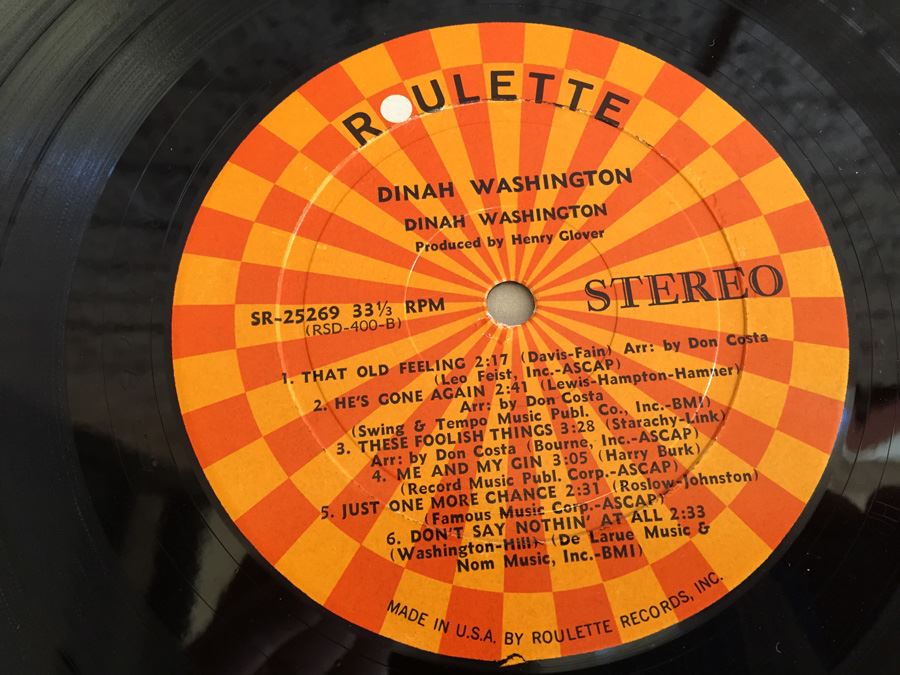 ROULETTE
DINAH WASHINGTON
DINAH WASHINGTON
Produced by Henry Glover
STEREO
SR-25269 33⅓ RPM
(RSD-400-B)
1. THAT OLD FEELING 2:17 (Davis-Fain) Arr: by Don Costa
(Leo Feist, Inc.-ASCAP)
2. HE'S GONE AGAIN 2:41 (Lewis-Hampton-Hamner)
Arr: by Don Costa
(Swing & Tempo Music Publ. Co., Inc.-BMI)
3. THESE FOOLISH THINGS 3:28 (Starachy-Link)
Arr: by Don Costa (Bourne, Inc.-ASCAP)
4. ME AND MY GIN 3:05 (Harry Burk)
(Record Music Publ. Corp.-ASCAP)
5. JUST ONE MORE CHANCE 2:31 (Roslow-Johnston)
(Famous Music Corp.-ASCAP)
6. DON'T SAY NOTHIN' AT ALL 2:33
(Washington-Hill) (De Larue Music &
Nom Music, Inc.-BMI)
MADE IN U.S.A. BY ROULETTE RECORDS, INC.